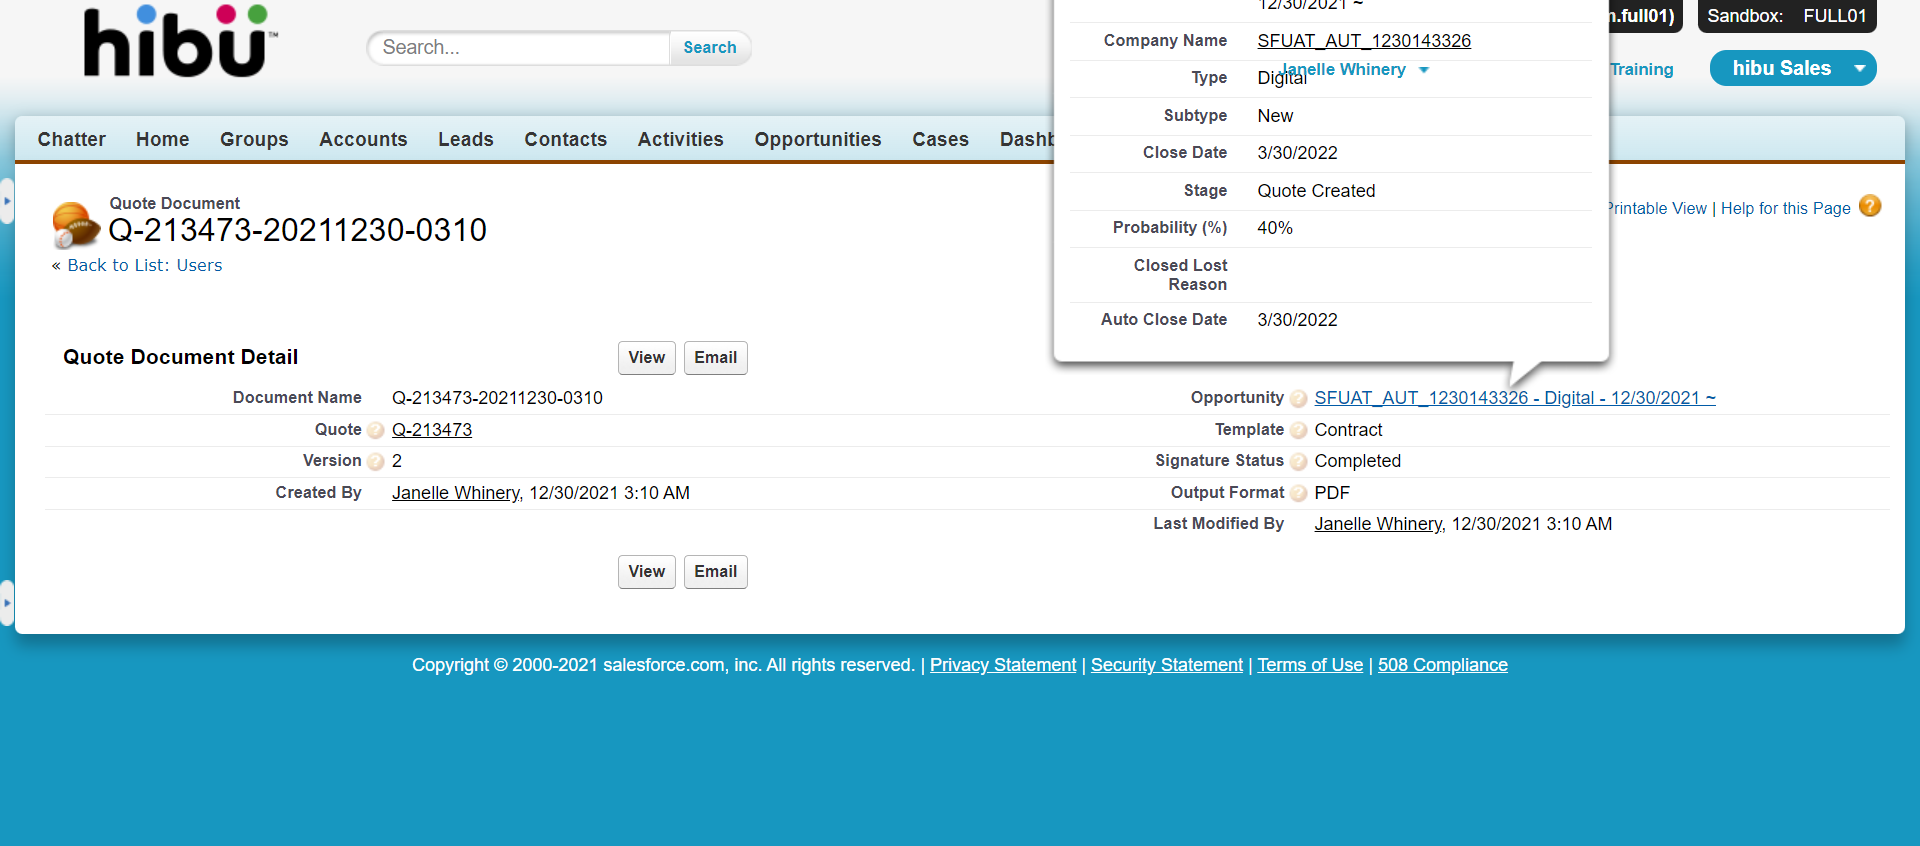 hibu™
Search...
Search
12/30/2021 ~
Company Name SFUAT_AUT_1230143326
Type Digital
Subtype New
Close Date 3/30/2022
Stage Quote Created
Probability (%) 40%
Closed Lost
Reason
Auto Close Date 3/30/2022
Janelle Whinery
.full01)
Sandbox: FULL01
Training
hibu Sales
Chatter Home Groups Accounts Leads Contacts Activities Opportunities Cases Dashb
Quote Document
Q-213473-20211230-0310
« Back to List: Users
Printable View | Help for this Page ?
Quote Document Detail
View Email
Document Name Q-213473-20211230-0310
Opportunity ? SFUAT_AUT_1230143326 - Digital - 12/30/2021 ~
Quote ? Q-213473
Template ? Contract
Version ? 2
Signature Status ? Completed
Created By Janelle Whinery, 12/30/2021 3:10 AM
Output Format ? PDF
Last Modified By Janelle Whinery, 12/30/2021 3:10 AM
View Email
Copyright © 2000-2021 salesforce.com, inc. All rights reserved. | Privacy Statement | Security Statement | Terms of Use | 508 Compliance